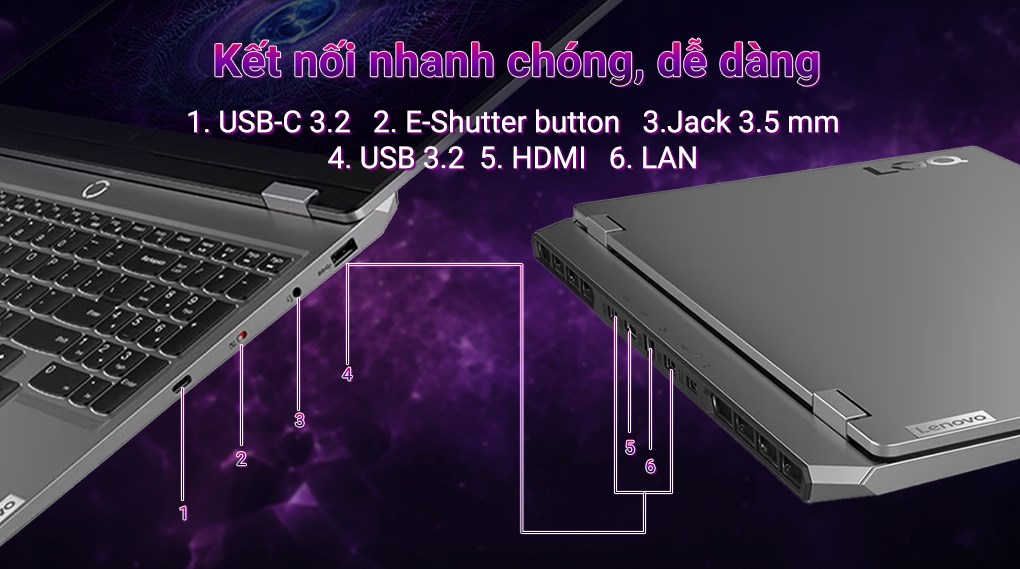 Kết nối nhanh chóng, dễ dàng
1. USB-C 3.2 2. E-Shutter button 3.Jack 3.5 mm
4. USB 3.2 5. HDMI 6. LAN
LOQ
Lenovo
4
3
5
2
6
1